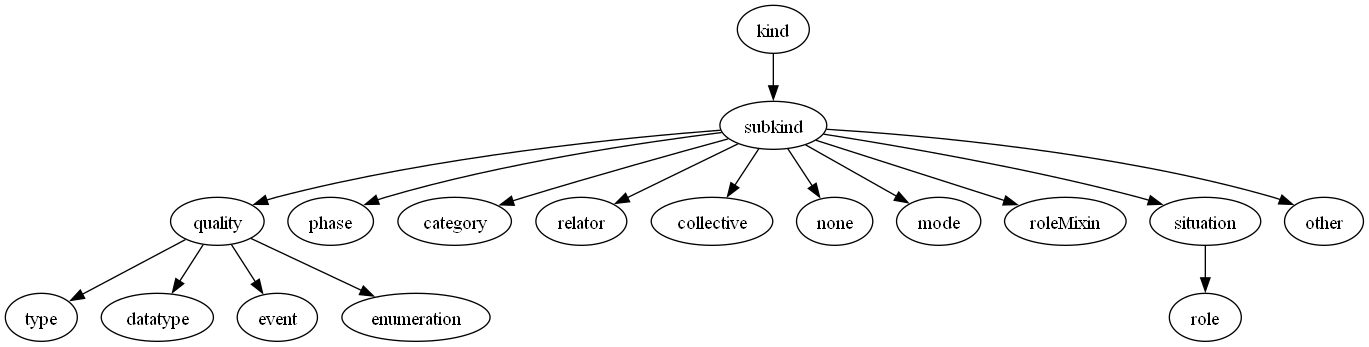 kind
subkind
quality
phase
category
relator
collective
none
mode
roleMixin
situation
other
type
datatype
event
enumeration
role